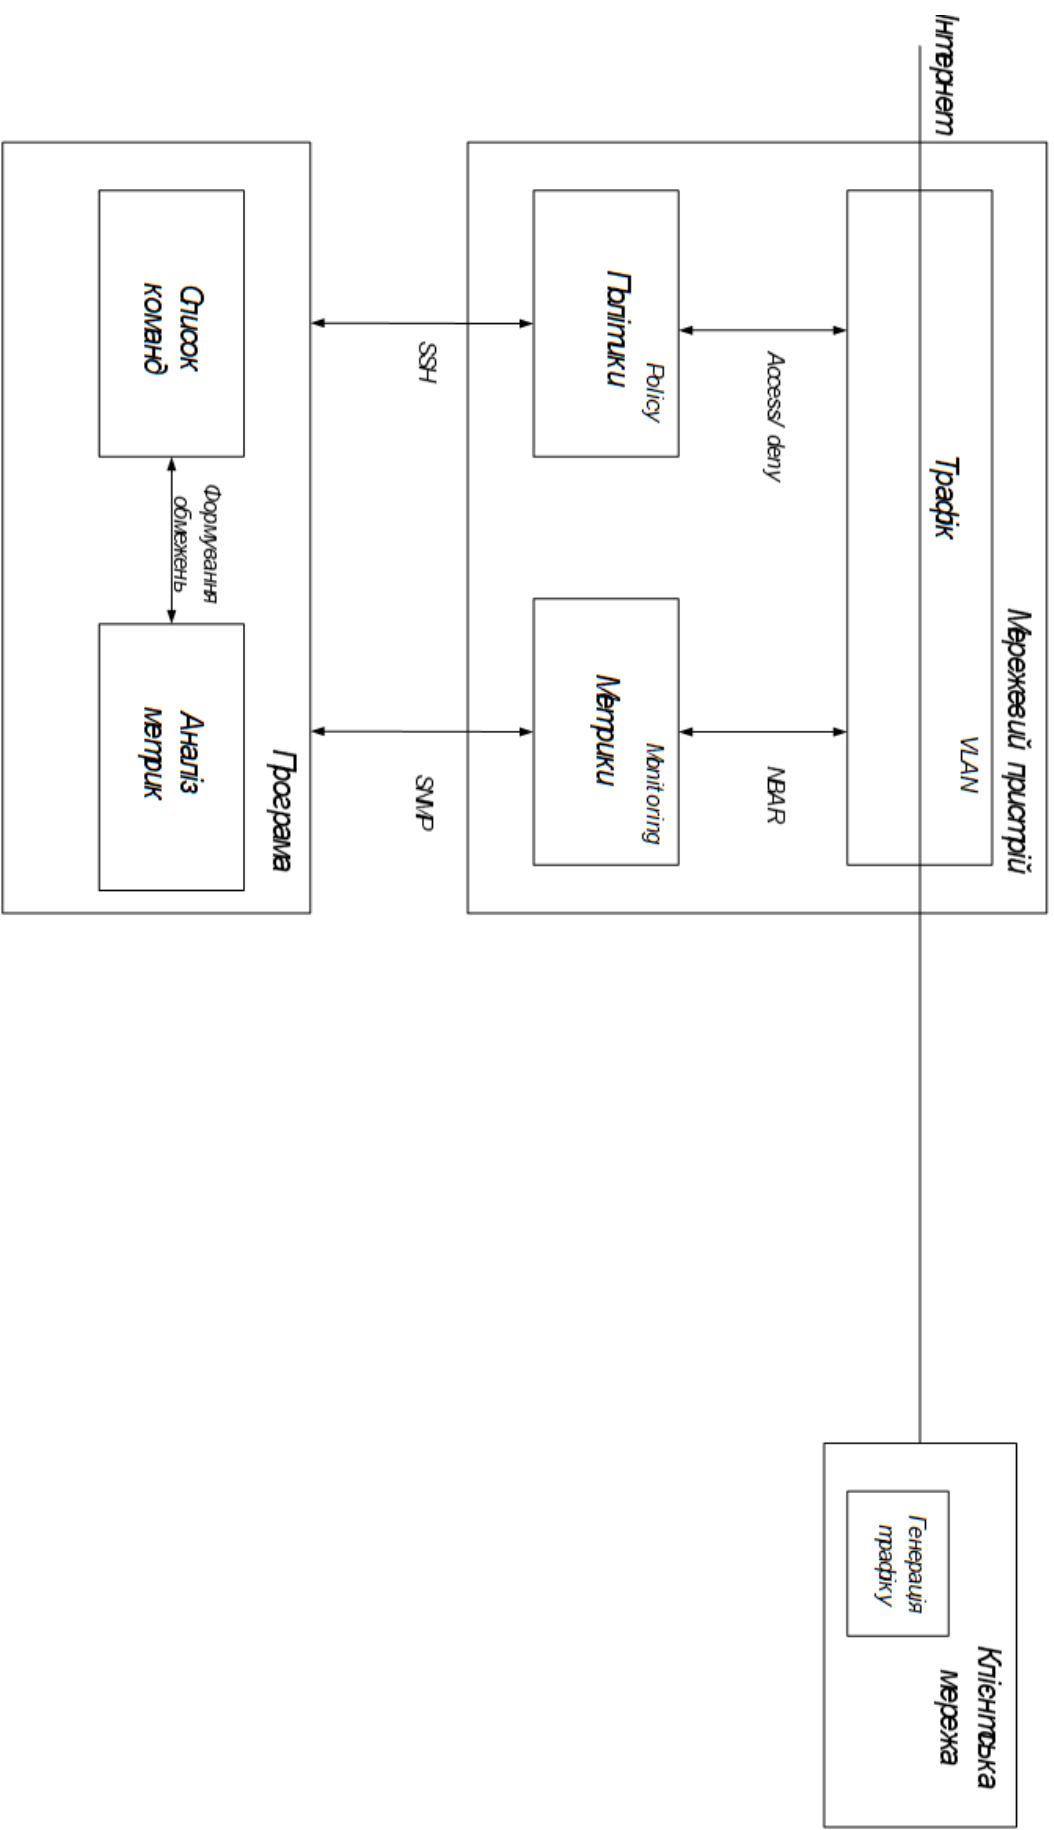 Інтернет
Мережевий пристрій
VLAN
Трафік
Access/ deny
NBAR
Policy
Політики
Monitoring
Метрики
SSH
SNMP
Програма
Список
команд
Формування
обмежень
Аналіз
метрик
Клієнтська
мережа
Генерація
трафіку